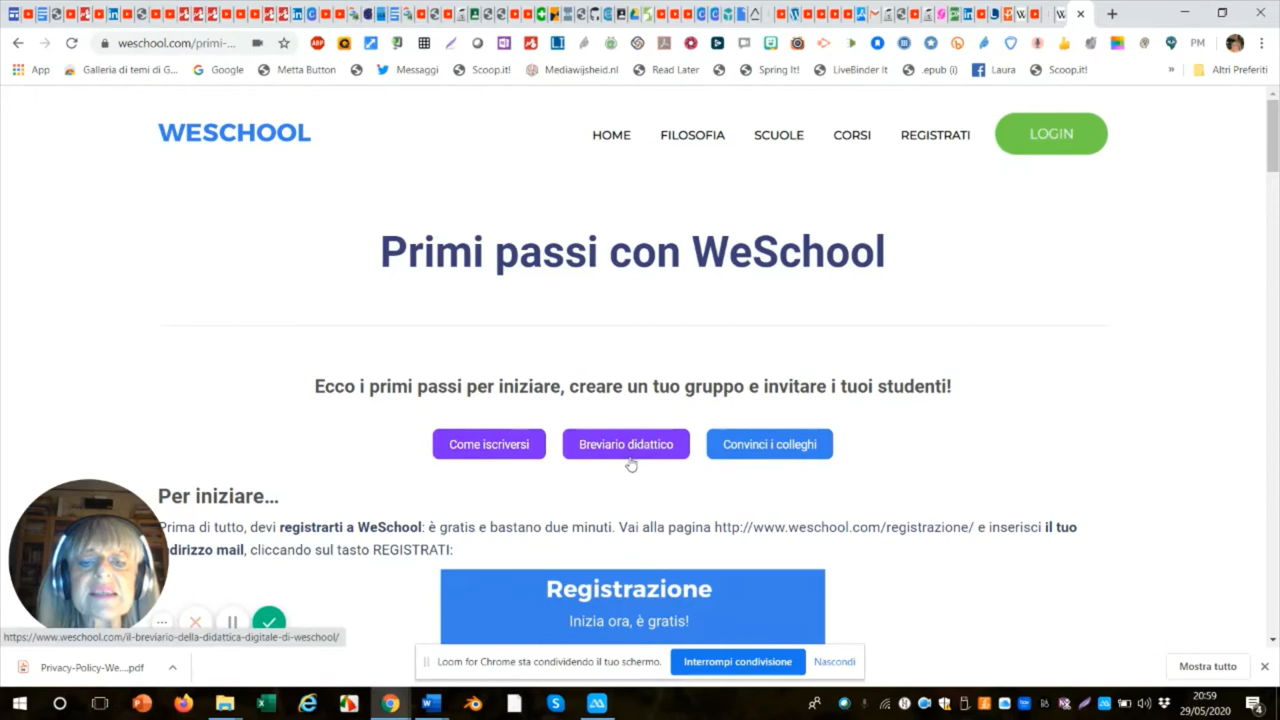 weschool.com/primi-...
PM
App
Galleria di temi di G...
Google
Metta Button
Messaggi
Scoop.it!
Mediawijsheid.nl
Read Later
Spring It!
LiveBinder It
.epub (i)
Laura
Scoop.it!
»
Altri Preferiti
WESCHOOL
HOME
FILOSOFIA
SCUOLE
CORSI
REGISTRATI
LOGIN
Primi passi con WeSchool
Ecco i primi passi per iniziare, creare un tuo gruppo e invitare i tuoi studenti!
Come iscriversi
Breviario didattico
Convinci i colleghi
Per iniziare...
Prima di tutto, devi registrarti a WeSchool: è gratis e bastano due minuti. Vai alla pagina http://www.weschool.com/registrazione/ e inserisci il tuo
indirizzo mail, cliccando sul tasto REGISTRATI:
Registrazione
Inizia ora, è gratis!
https://www.weschool.com/il-breviario-della-didattica-digitale-di-weschool/
Privacy-Policy-We....pdf
Loom for Chrome sta condividendo il tuo schermo.
Interrompi condivisione
Nascondi
Mostra tutto
20:59
29/05/2020